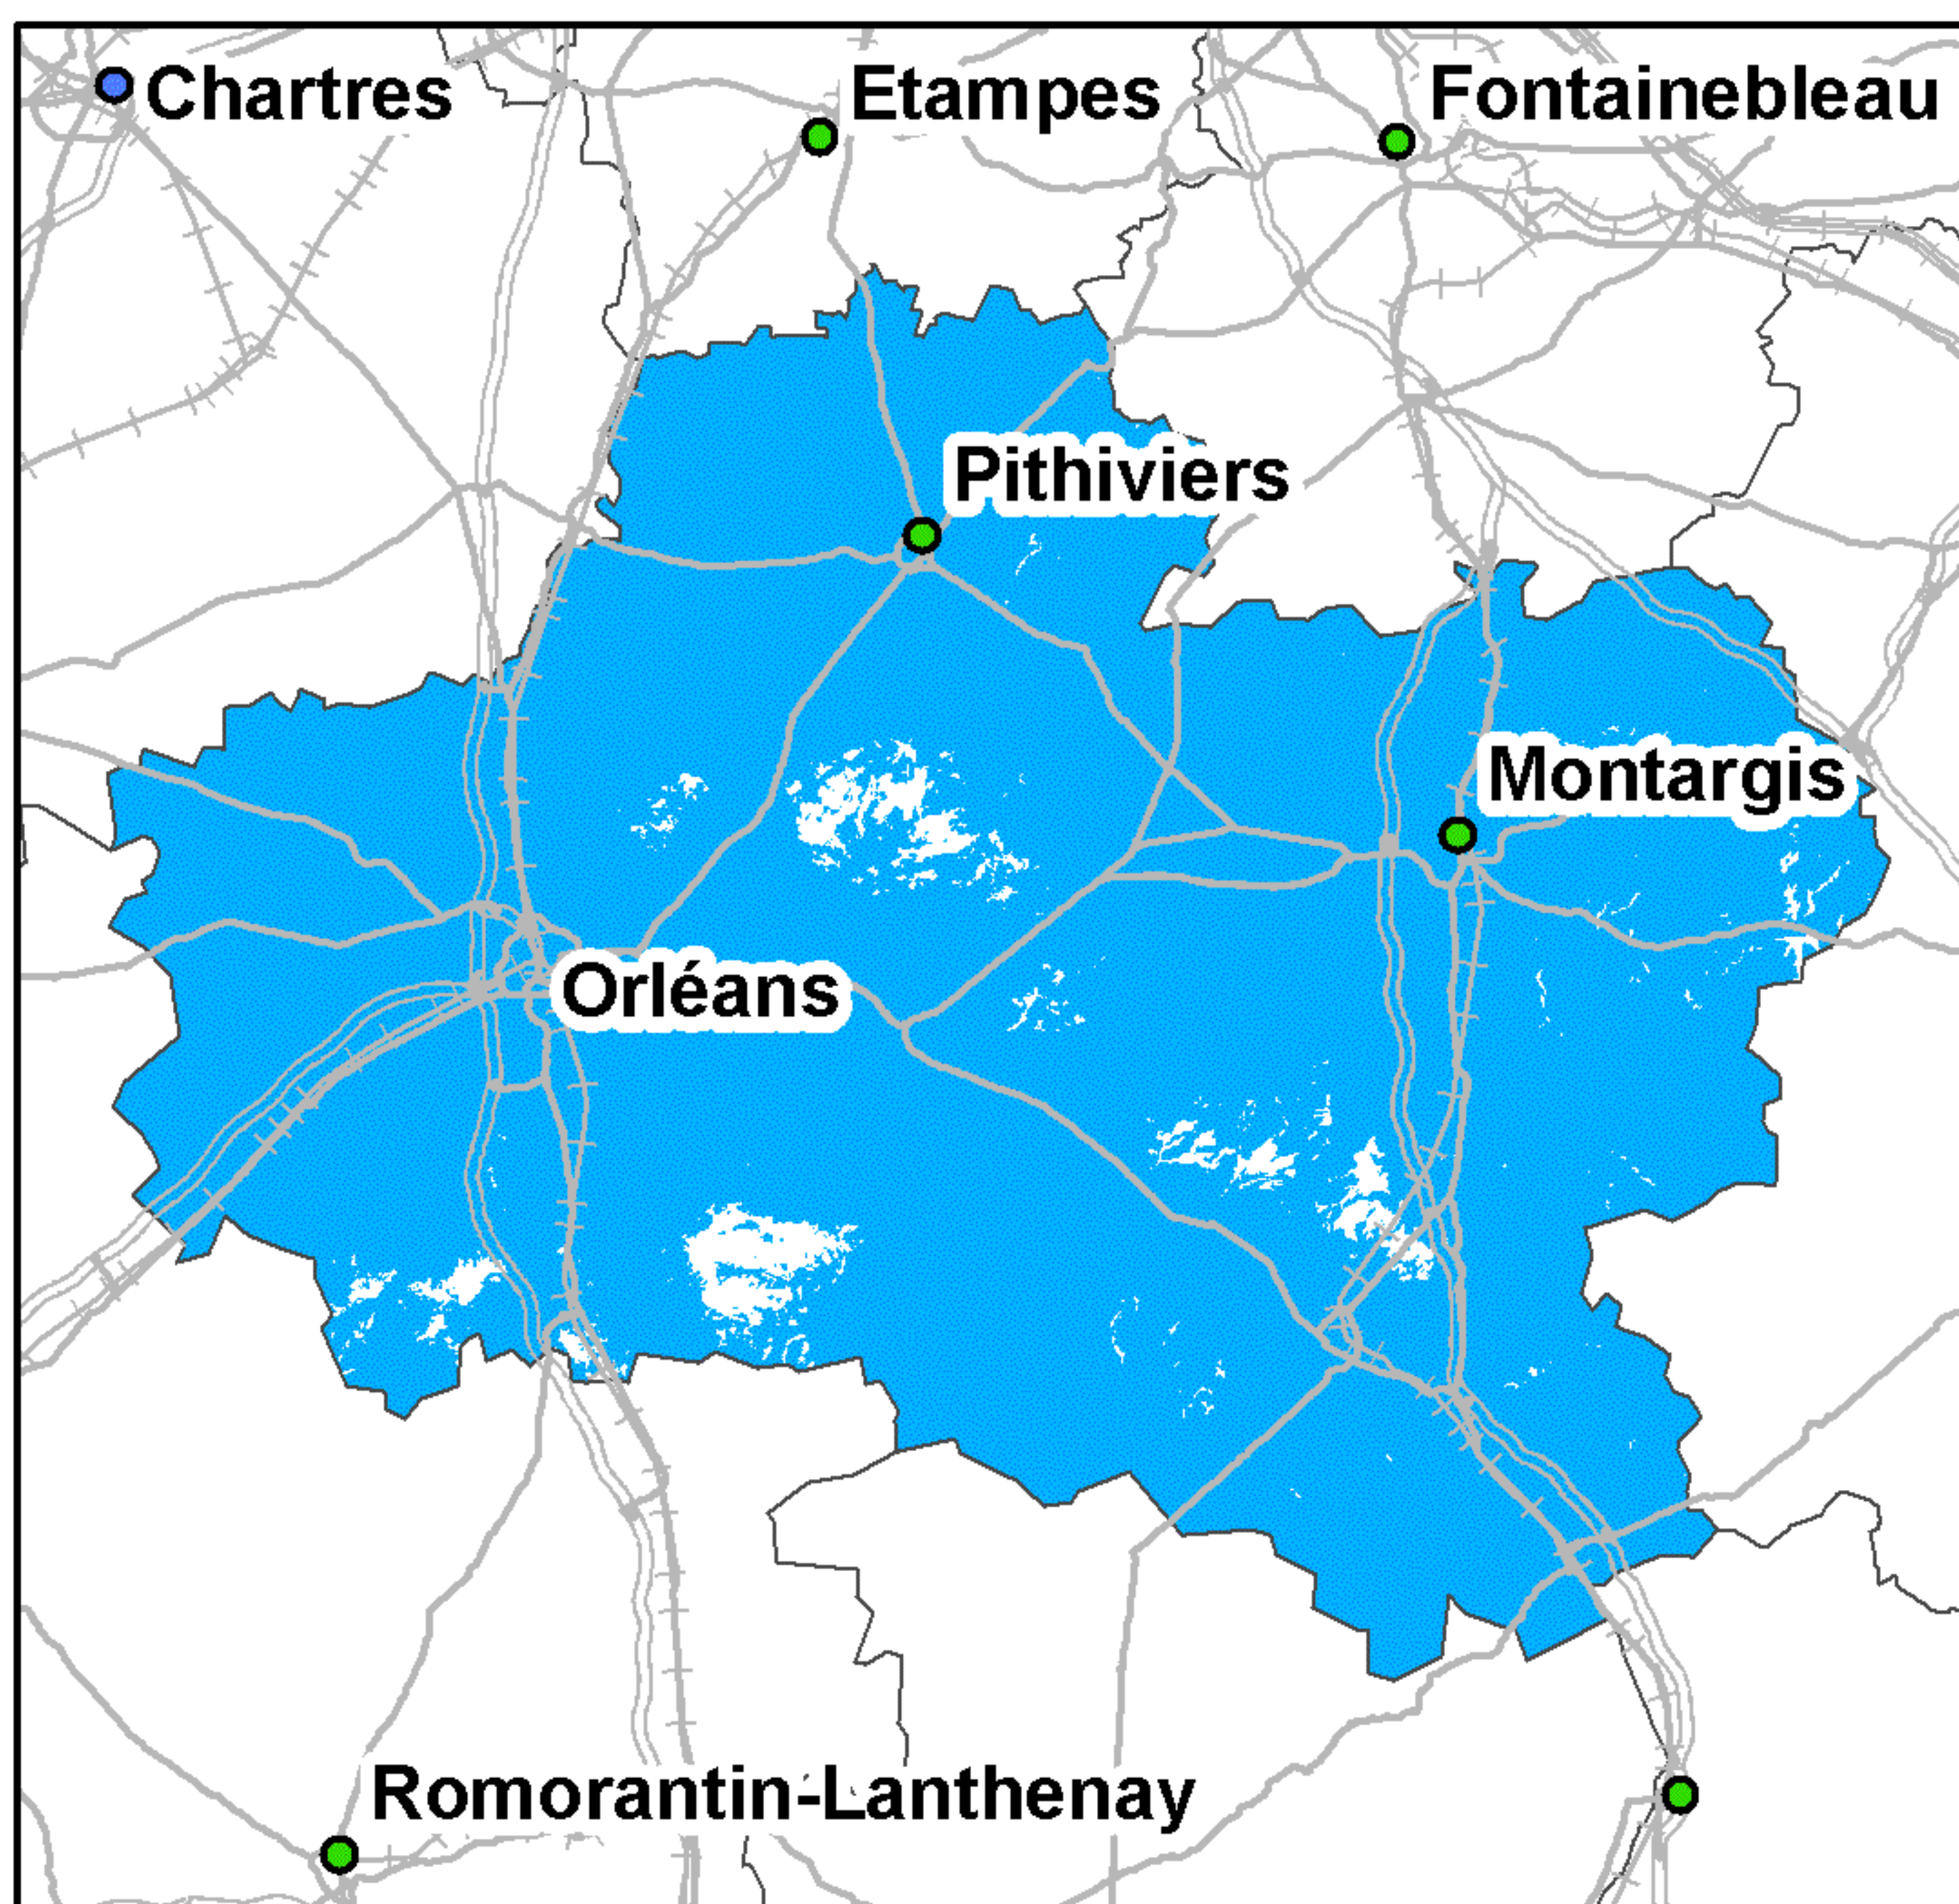 Chartres
Etampes
Fontainebleau
Pithiviers
Montargis
Orléans
Romorantin-Lanthenay